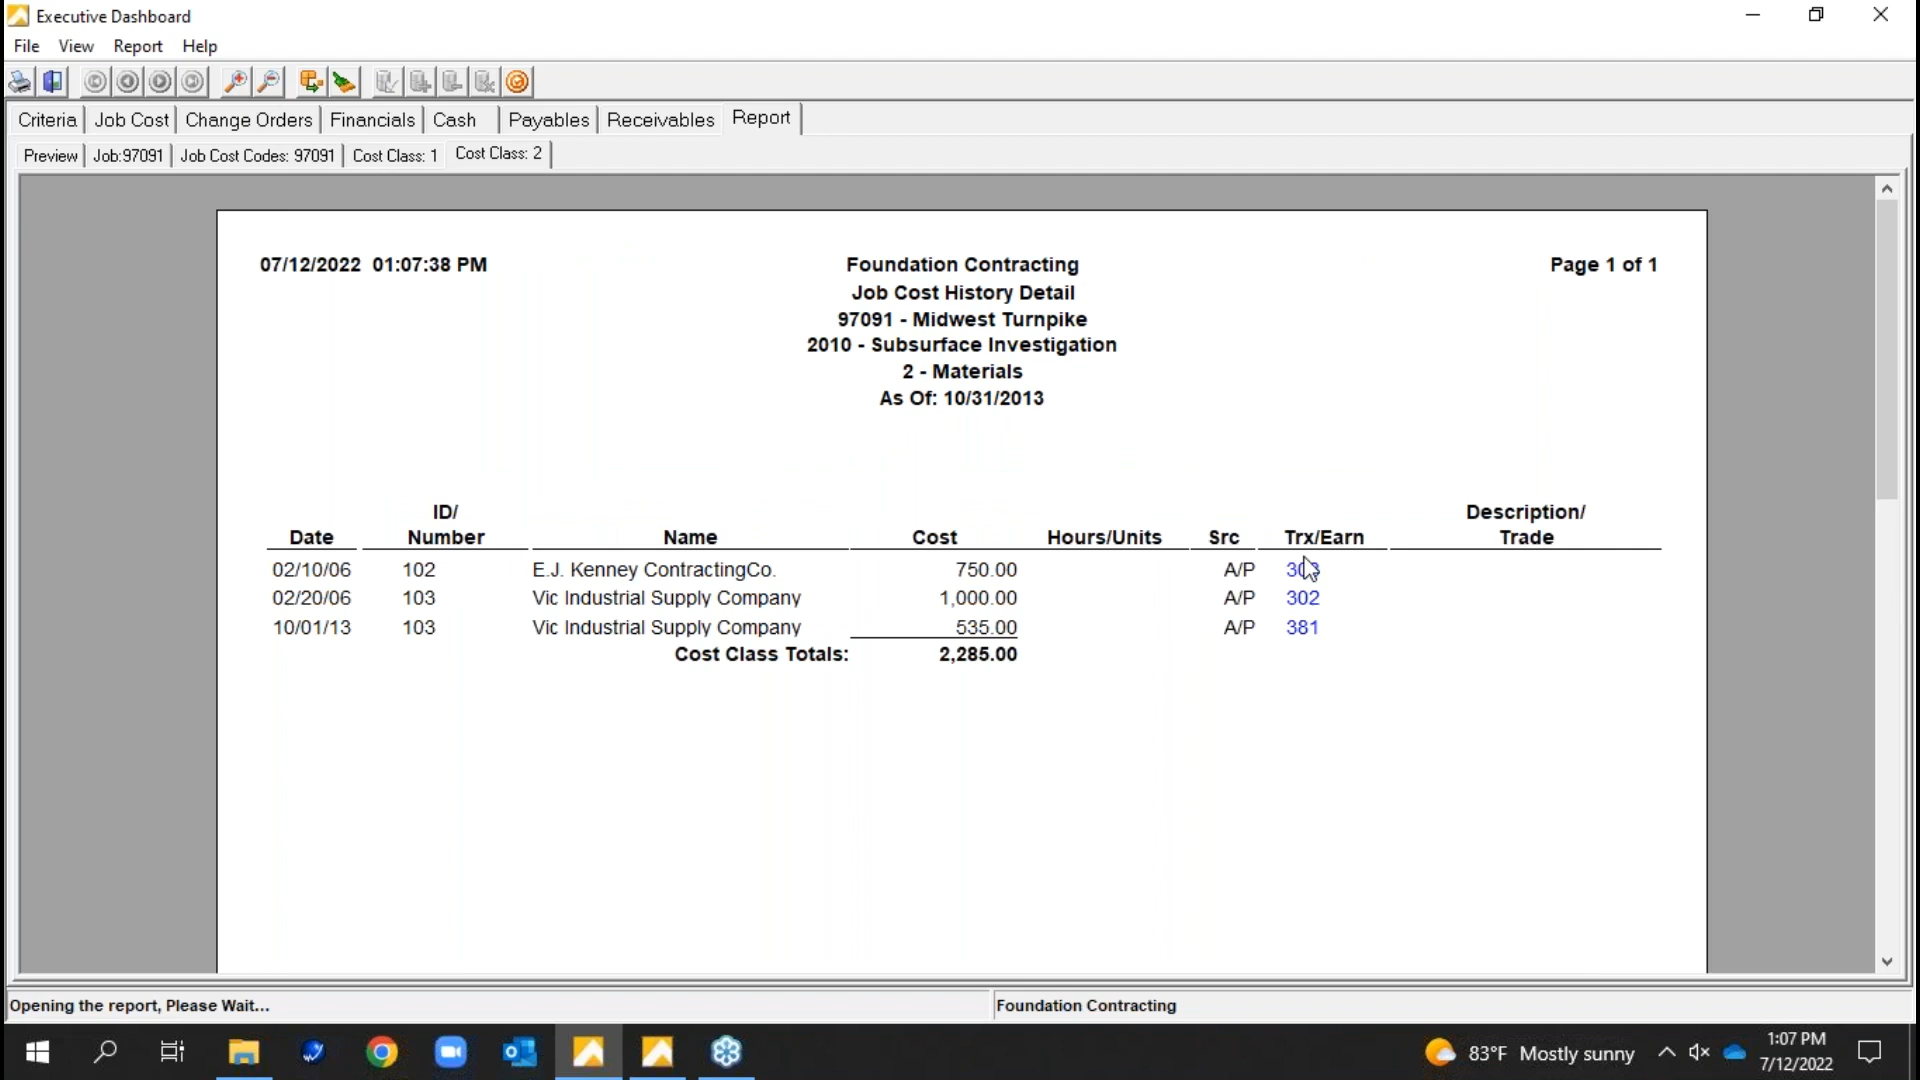 Executive Dashboard
File View Report Help
Criteria Job Cost Change Orders Financials Cash Payables Receivables Report
Preview Job:97091 Job Cost Codes: 97091 Cost Class: 1 Cost Class: 2
07/12/2022 01:07:38 PM Foundation Contracting Page 1 of 1
Job Cost History Detail
97091 - Midwest Turnpike
2010 - Subsurface Investigation
2 - Materials
As Of: 10/31/2013
ID/ Description/
Date Number Name Cost Hours/Units Src Trx/Earn Trade
02/10/06 102 E.J. Kenney ContractingCo. 750.00 A/P
02/20/06 103 Vic Industrial Supply Company 1,000.00 A/P 302
10/01/13 103 Vic Industrial Supply Company 535.00 A/P 381
Cost Class Totals: 2,285.00
Opening the report, Please Wait... Foundation Contracting
83°F Mostly sunny 1:07 PM
7/12/2022